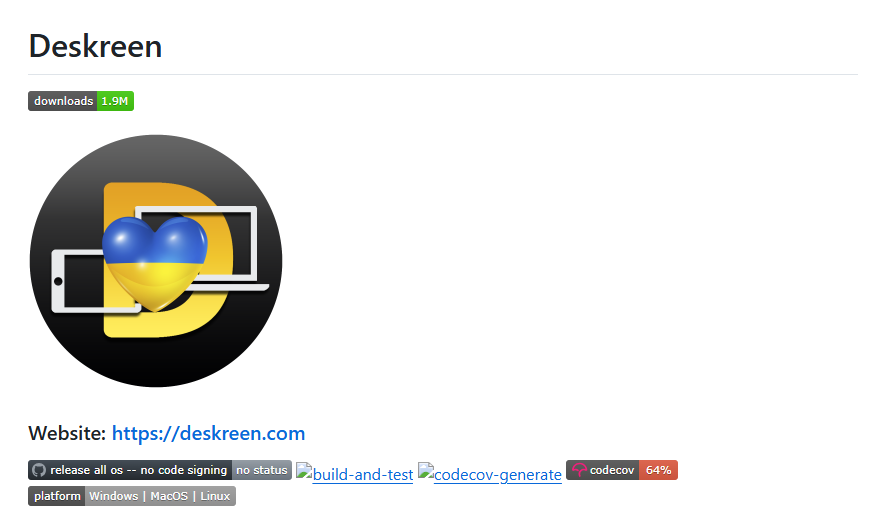 Deskreen
downloads 1.9M
D
Website: https://deskreen.com
release all os -- no code signing no status build-and-test codecov-generate codecov 64%
platform Windows | MacOS | Linux